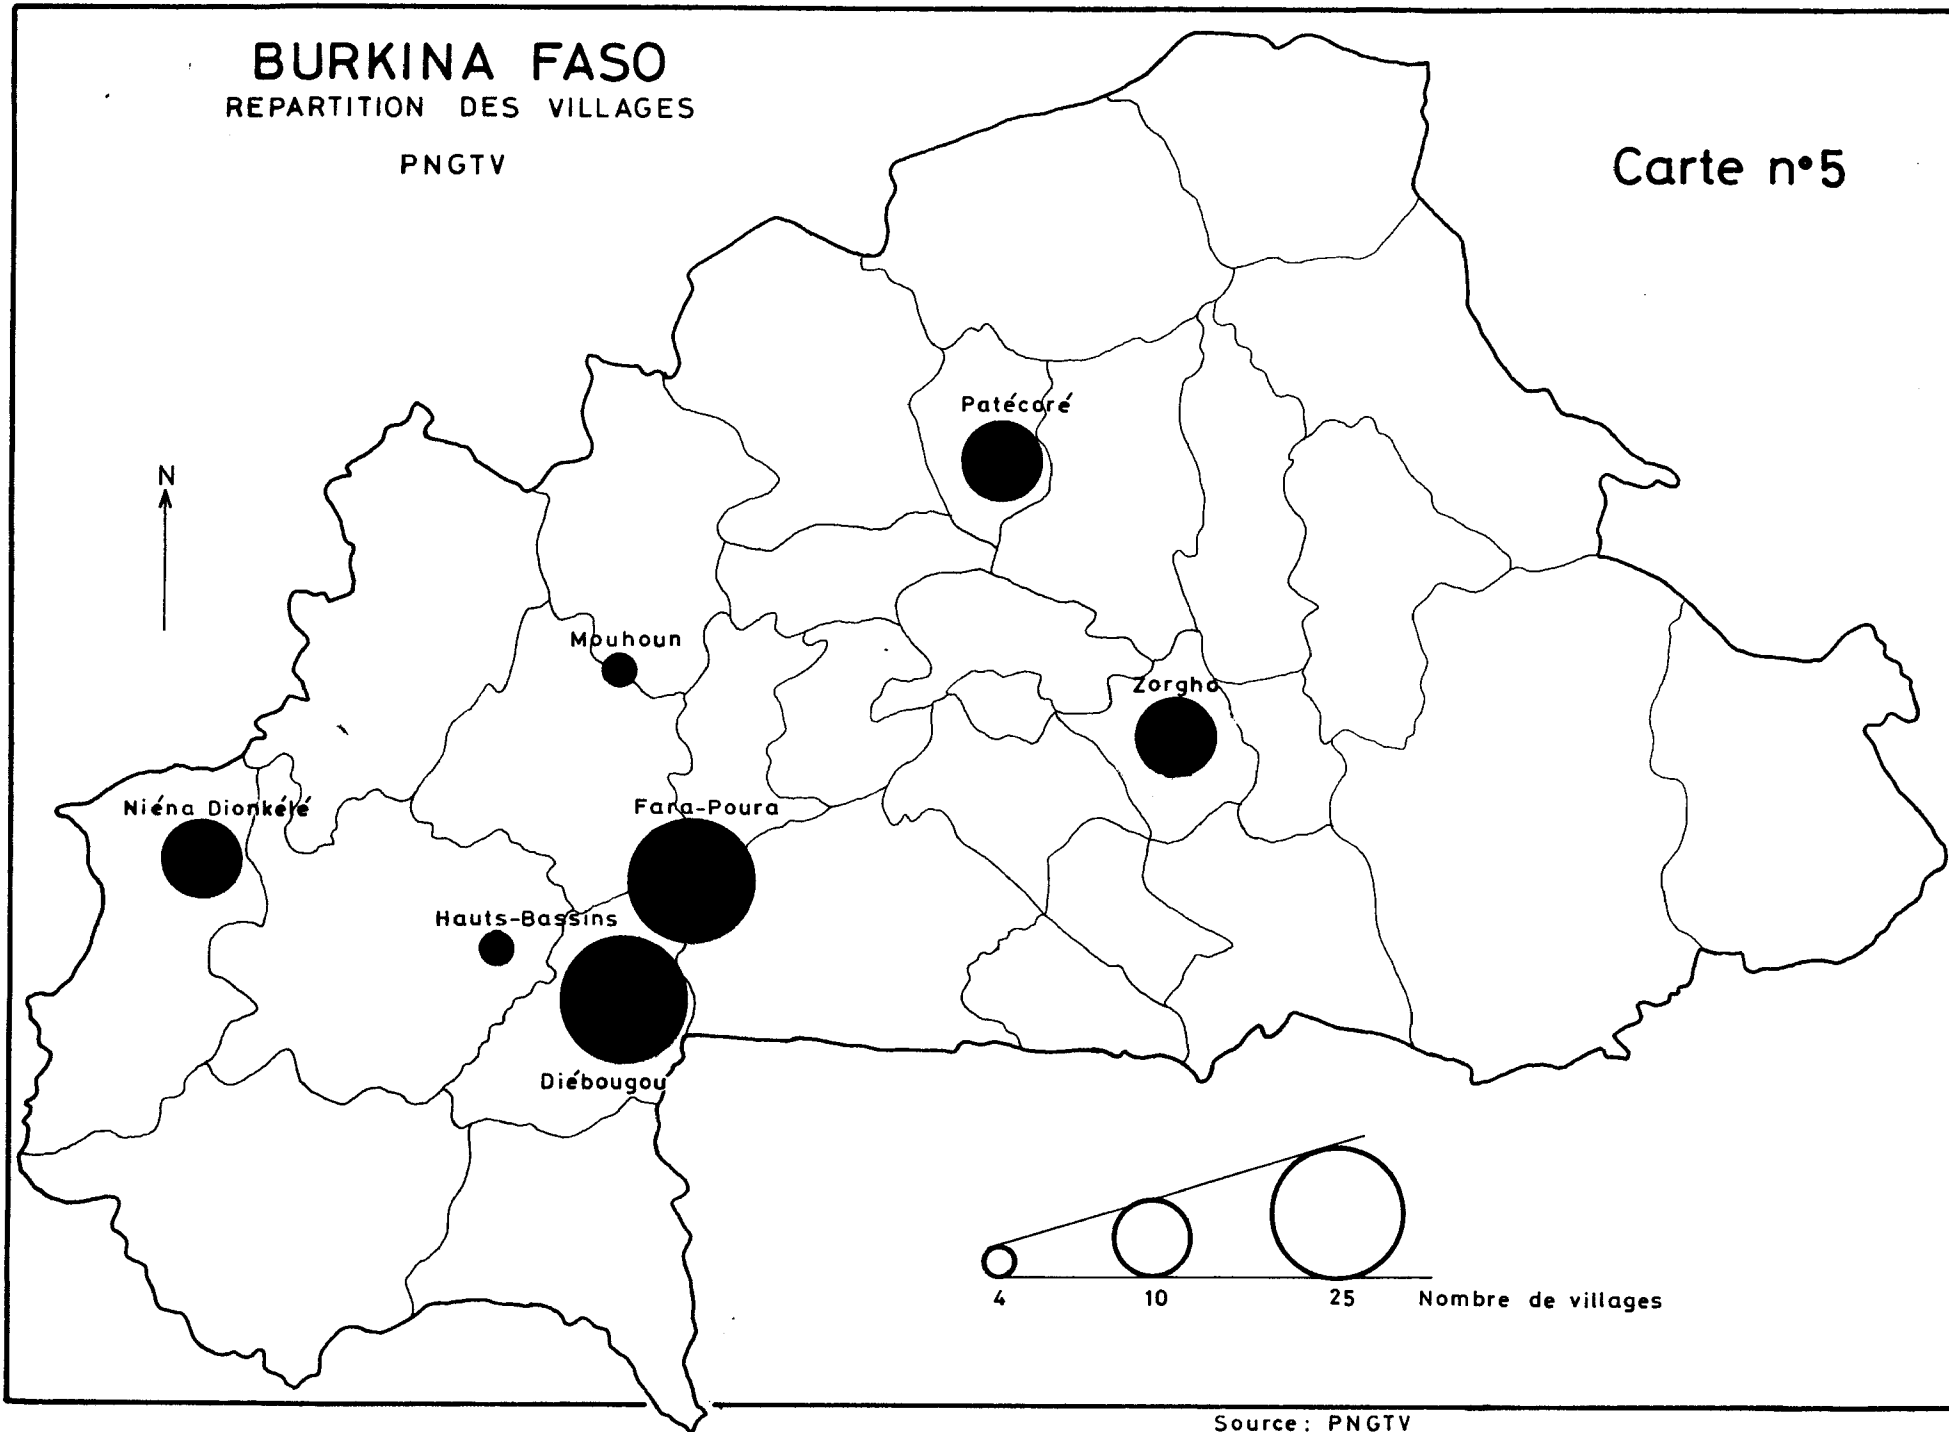 BURKINA FASO
REPARTITION DES VILLAGES
PNGTV
Carte n°5
Patécoré
N
Mouhoun
Zorgho
Niéna Dionkélé
Fara-Poura
Hauts-Bassins
Diébougou
4 10 25 Nombre de villages
Source: PNGTV